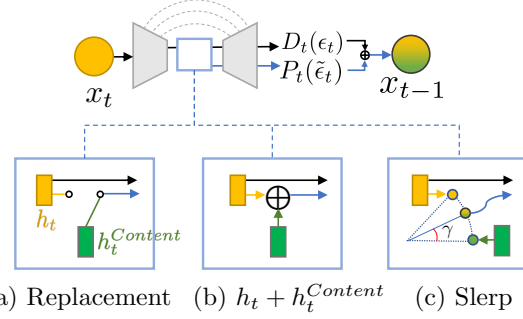 D_t(ϵ_t)
P_t(ϵ̃_t)
x_t
x_{t−1}
h_t
h_t^{Content}
γ
a) Replacement (b) h_t + h_t^{Content} (c) Slerp